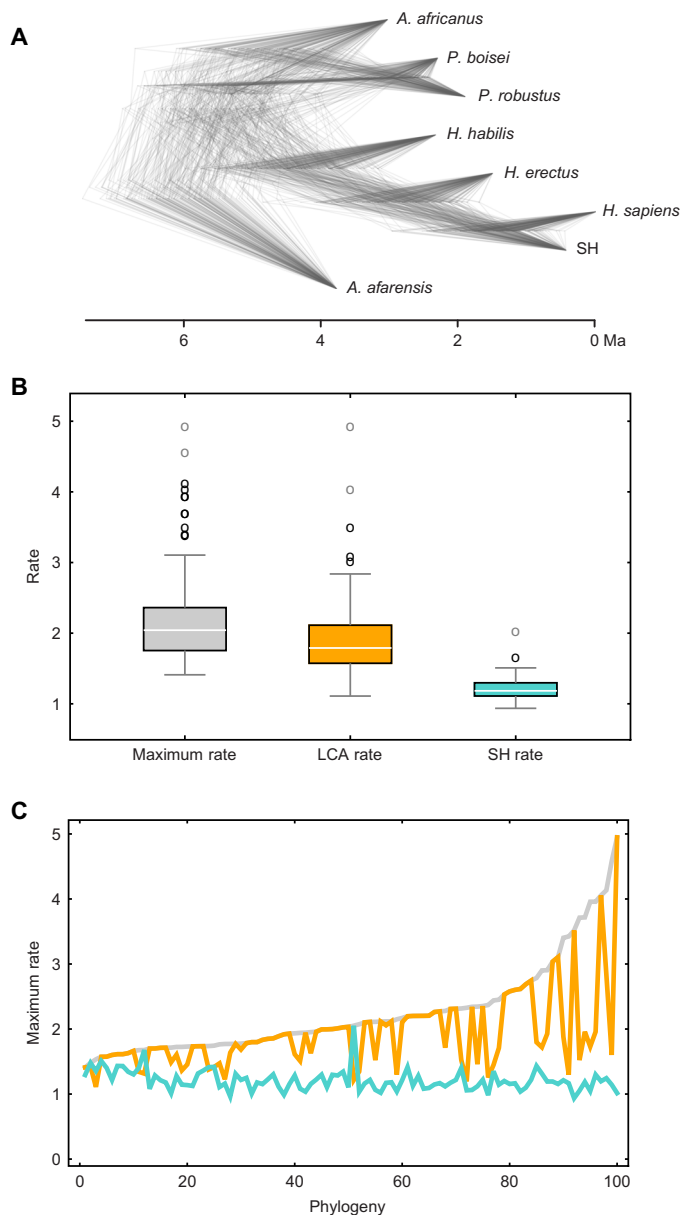 A
A. africanus
P. boisei
P. robustus
H. habilis
H. erectus
H. sapiens
SH
A. afarensis
6 4 2 0 Ma
B
5
4
3
2
1
Rate
Maximum rate LCA rate SH rate
C
5
4
3
2
1
0
Maximum rate
0 20 40 60 80 100
Phylogeny